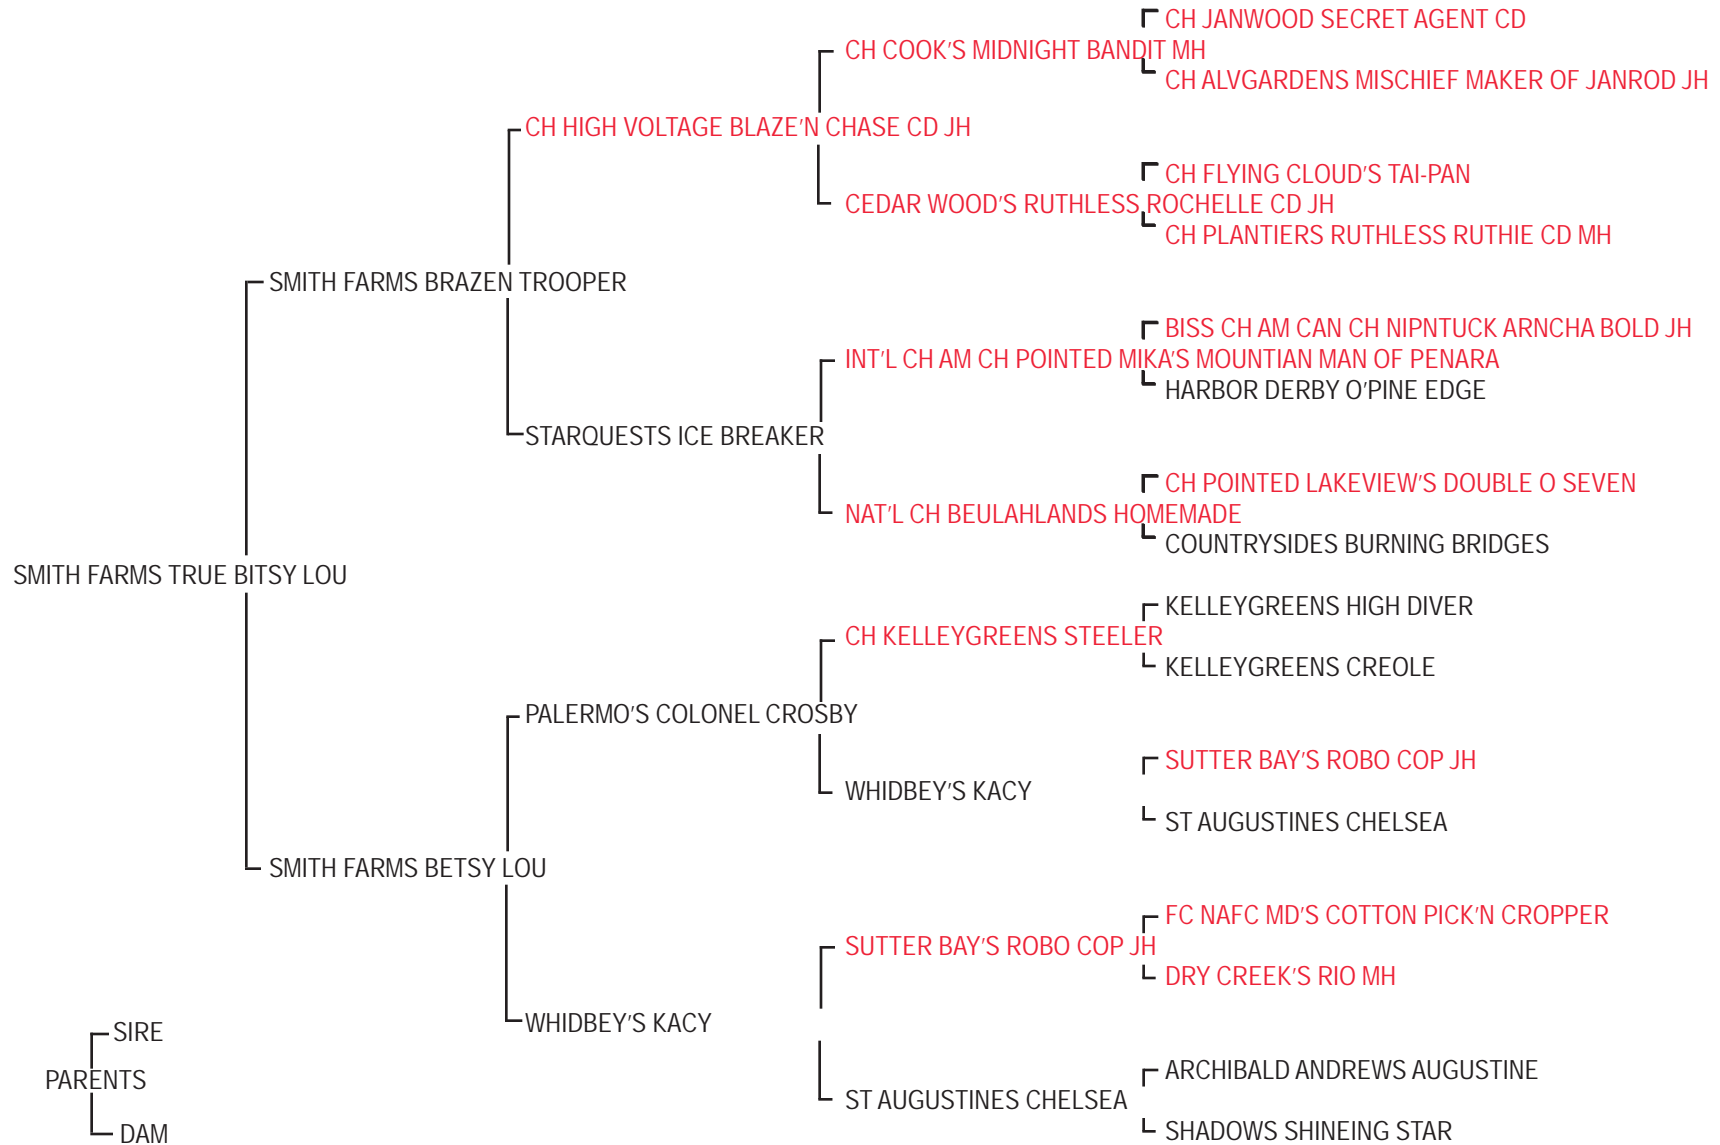 CH JANWOOD SECRET AGENT CD
CH COOK'S MIDNIGHT BANDIT MH
CH ALVGARDENS MISCHIEF MAKER OF JANROD JH
CH HIGH VOLTAGE BLAZE'N CHASE CD JH
CH FLYING CLOUD'S TAI-PAN
CEDAR WOOD'S RUTHLESS ROCHELLE CD JH
CH PLANTIERS RUTHLESS RUTHIE CD MH
SMITH FARMS BRAZEN TROOPER
BISS CH AM CAN CH NIPNTUCK ARNCHA BOLD JH
INT'L CH AM CH POINTED MIKA'S MOUNTIAN MAN OF PENARA
HARBOR DERBY O'PINE EDGE
STARQUESTS ICE BREAKER
CH POINTED LAKEVIEW'S DOUBLE O SEVEN
NAT'L CH BEULAHLANDS HOMEMADE
COUNTRYSIDES BURNING BRIDGES
SMITH FARMS TRUE BITSY LOU
KELLEYGREENS HIGH DIVER
CH KELLEYGREENS STEELER
KELLEYGREENS CREOLE
PALERMO'S COLONEL CROSBY
SUTTER BAY'S ROBO COP JH
WHIDBEY'S KACY
ST AUGUSTINES CHELSEA
SMITH FARMS BETSY LOU
FC NAFC MD'S COTTON PICK'N CROPPER
SUTTER BAY'S ROBO COP JH
DRY CREEK'S RIO MH
WHIDBEY'S KACY
ARCHIBALD ANDREWS AUGUSTINE
ST AUGUSTINES CHELSEA
SHADOWS SHINEING STAR
SIRE
PARENTS
DAM